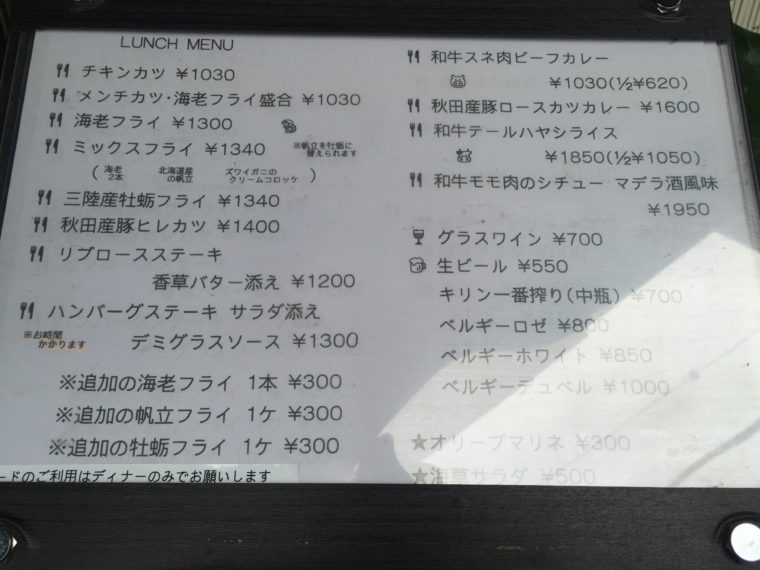 LUNCH MENU
チキンカツ ¥1030
メンチカツ・海老フライ盛合 ¥1030
海老フライ ¥1300
ミックスフライ ¥1340
※帆立を牡蛎に
替えられます
(海老2本 北海道産の帆立 ズワイガニのクリームコロッケ)
三陸産牡蛎フライ ¥1340
秋田産豚ヒレカツ ¥1400
リブロースステーキ
香草バター添え ¥1200
ハンバーグステーキ サラダ添え
※お時間
かかります
デミグラスソース ¥1300
※追加の海老フライ 1本 ¥300
※追加の帆立フライ 1ケ ¥300
※追加の牡蛎フライ 1ケ ¥300
ードのご利用はディナーのみでお願いします
和牛スネ肉ビーフカレー
¥1030(½¥620)
秋田産豚ロースカツカレー ¥1600
和牛テールハヤシライス
¥1850(½¥1050)
和牛モモ肉のシチュー マデラ酒風味
¥1950
グラスワイン ¥700
生ビール ¥550
キリン一番搾り(中瓶) ¥700
ベルギーロゼ ¥800
ベルギーホワイト ¥850
ベルギーデュベル ¥1000
★オリーブマリネ ¥300
★海草サラダ ¥500